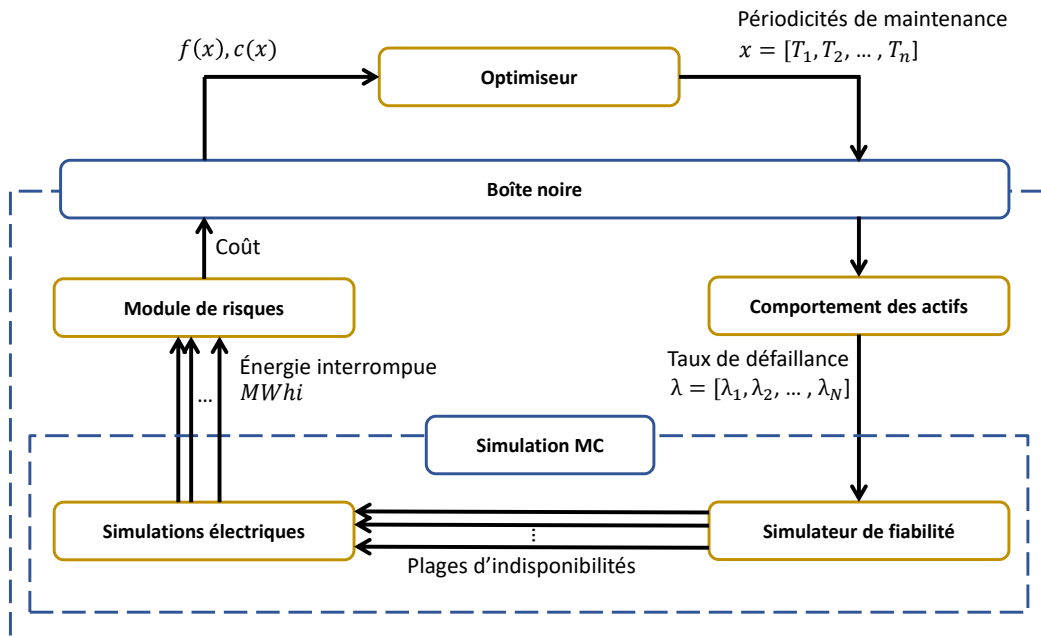 Périodicités de maintenance
f(x), c(x)
x = [T₁, T₂, … , Tₙ]
Optimiseur
Boîte noire
Coût
Module de risques
Comportement des actifs
Énergie interrompue
MWhi
...
Taux de défaillance
λ = [λ₁, λ₂, … , λ_N]
Simulation MC
Simulations électriques
...
Simulateur de fiabilité
Plages d’indisponibilités